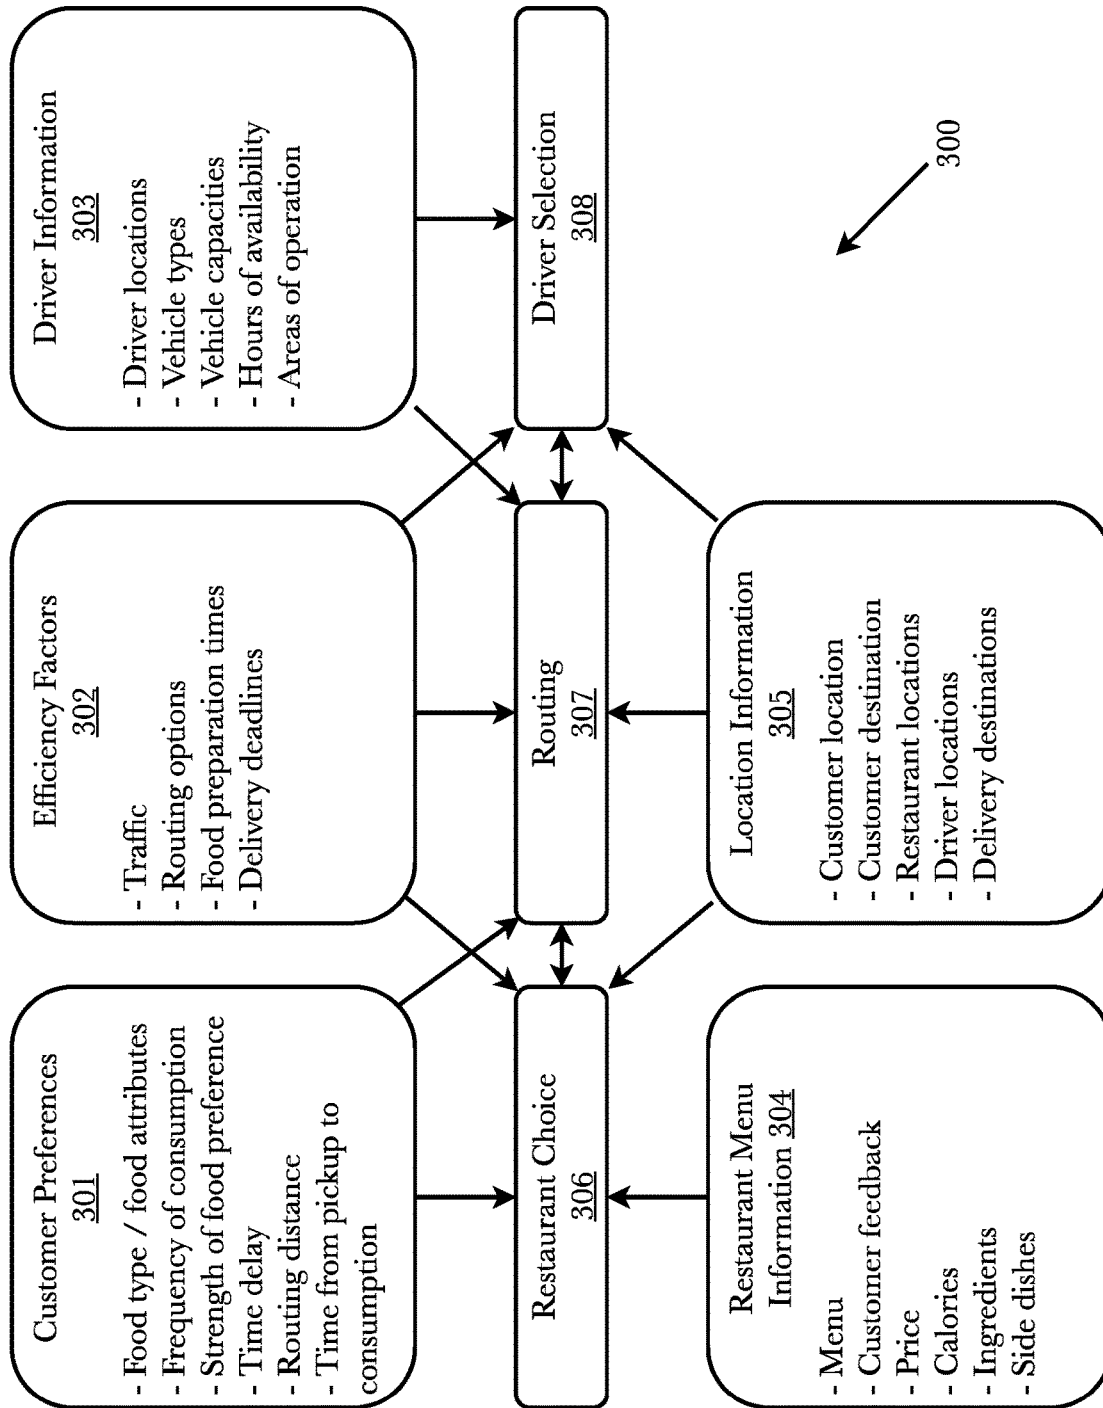 Customer Preferences
301
- Food type / food attributes
- Frequency of consumption
- Strength of food preference
- Time delay
- Routing distance
- Time from pickup to
consumption
Efficiency Factors
302
- Traffic
- Routing options
- Food preparation times
- Delivery deadlines
Driver Information
303
- Driver locations
- Vehicle types
- Vehicle capacities
- Hours of availability
- Areas of operation
Restaurant Choice
306
Routing
307
Driver Selection
308
Restaurant Menu
Information 304
- Menu
- Customer feedback
- Price
- Calories
- Ingredients
- Side dishes
Location Information
305
- Customer location
- Customer destination
- Restaurant locations
- Driver locations
- Delivery destinations
300